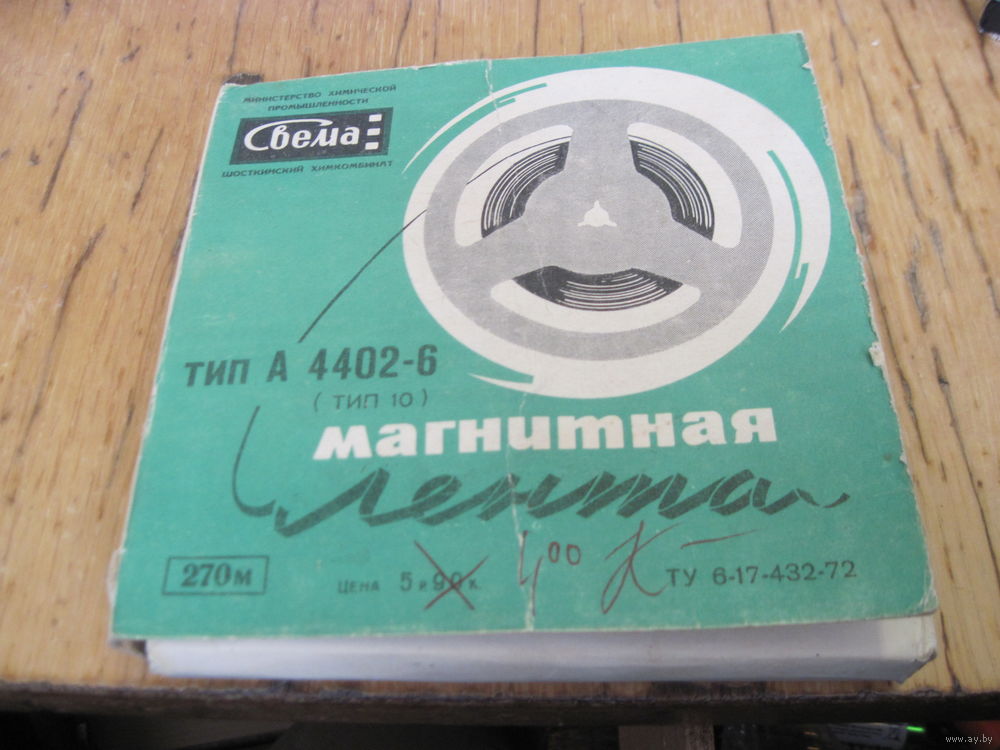 МИНИСТЕРСТВО ХИМИЧЕСКОЙ
ПРОМЫШЛЕННОСТИ
Свема
ШОСТКИНСКИЙ ХИМКОМБИНАТ
ТИП А 4402-6
(ТИП 10)
магнитная
лента
270м
ЦЕНА 5 р 90 к.
4,00
ТУ 6-17-432-72
www.ay.by